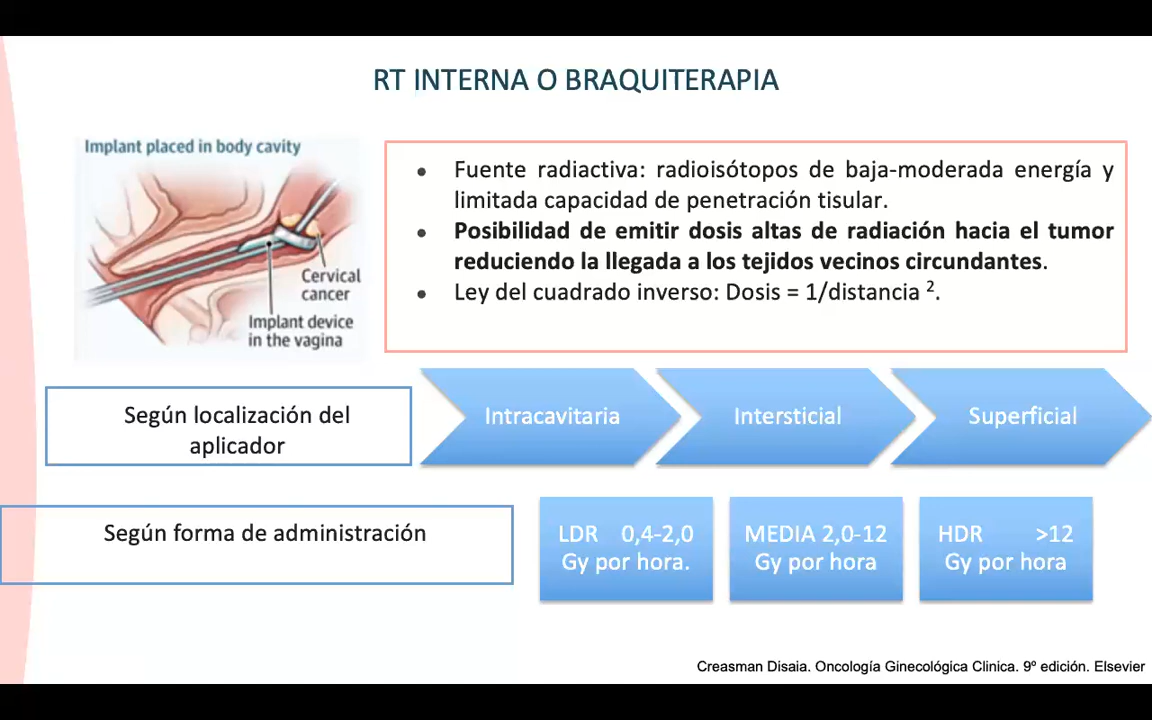 RT INTERNA O BRAQUITERAPIA
Implant placed in body cavity
Cervical
cancer
Implant device
in the vagina
• Fuente radiactiva: radioisótopos de baja-moderada energía y
limitada capacidad de penetración tisular.
• Posibilidad de emitir dosis altas de radiación hacia el tumor
reduciendo la llegada a los tejidos vecinos circundantes.
• Ley del cuadrado inverso: Dosis = 1/distancia ².
Según localización del
aplicador
Intracavitaria
Intersticial
Superficial
Según forma de administración
LDR 0,4-2,0
Gy por hora.
MEDIA 2,0-12
Gy por hora
HDR >12
Gy por hora
Creasman Disaia. Oncología Ginecológica Clinica. 9º edición. Elsevier